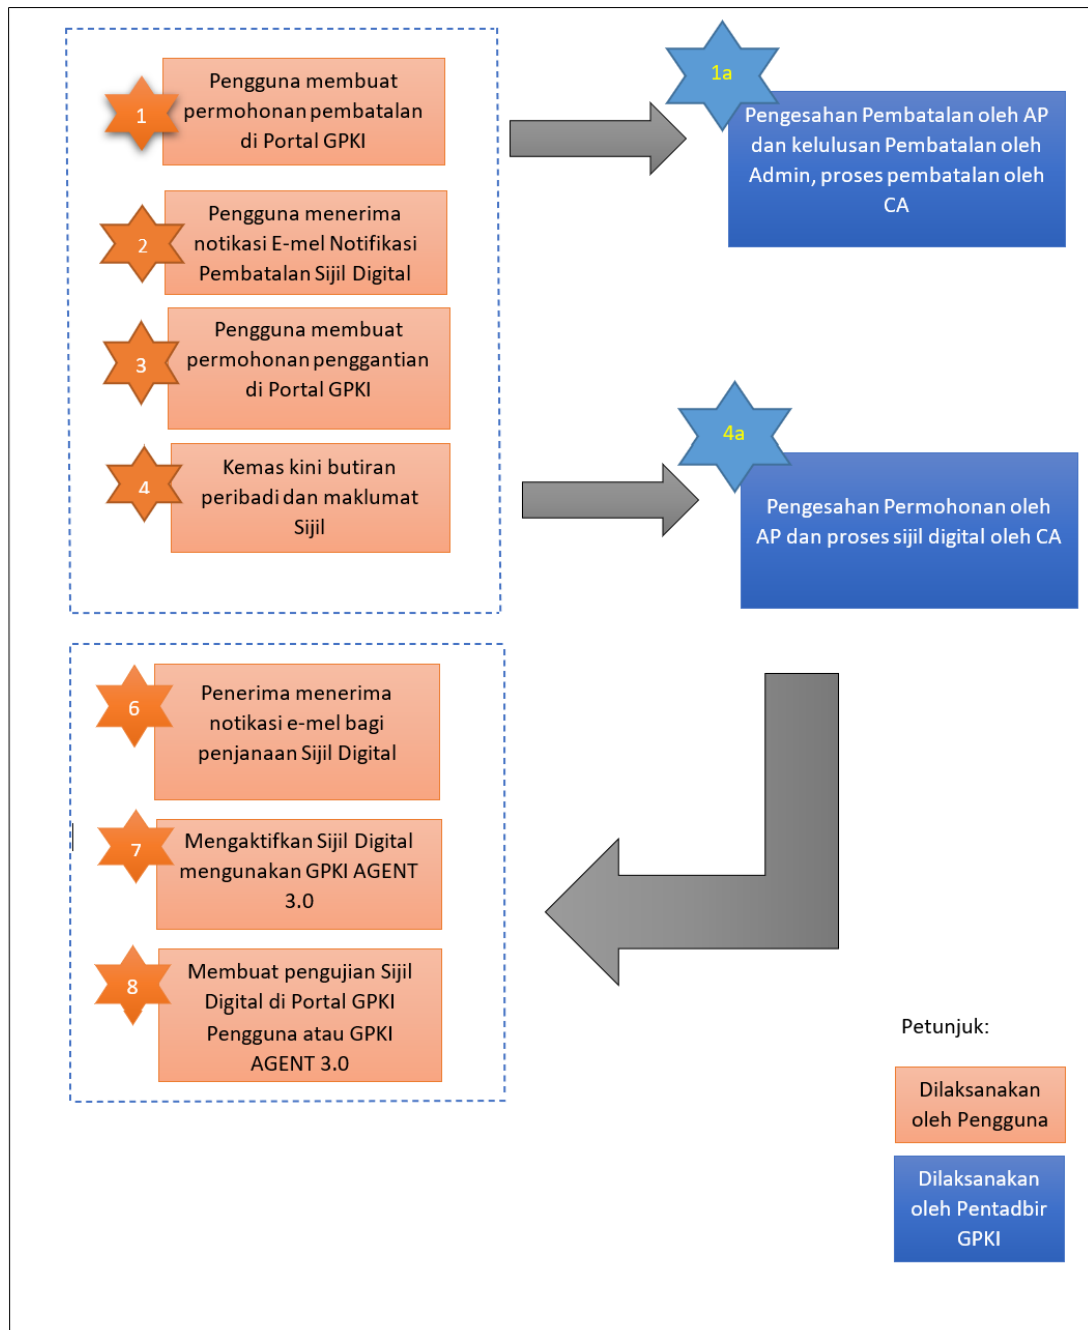 1
Pengguna membuat
permohonan pembatalan
di Portal GPKI
1a
Pengesahan Pembatalan oleh AP
dan kelulusan Pembatalan oleh
Admin, proses pembatalan oleh
CA
2
Pengguna menerima
notikasi E-mel Notifikasi
Pembatalan Sijil Digital
3
Pengguna membuat
permohonan penggantian
di Portal GPKI
4
Kemas kini butiran
peribadi dan maklumat
Sijil
4a
Pengesahan Permohonan oleh
AP dan proses sijil digital oleh CA
6
Penerima menerima
notikasi e-mel bagi
penjanaan Sijil Digital
7
Mengaktifkan Sijil Digital
mengunakan GPKI AGENT
3.0
8
Membuat pengujian Sijil
Digital di Portal GPKI
Pengguna atau GPKI
AGENT 3.0
Petunjuk:
Dilaksanakan
oleh Pengguna
Dilaksanakan
oleh Pentadbir
GPKI